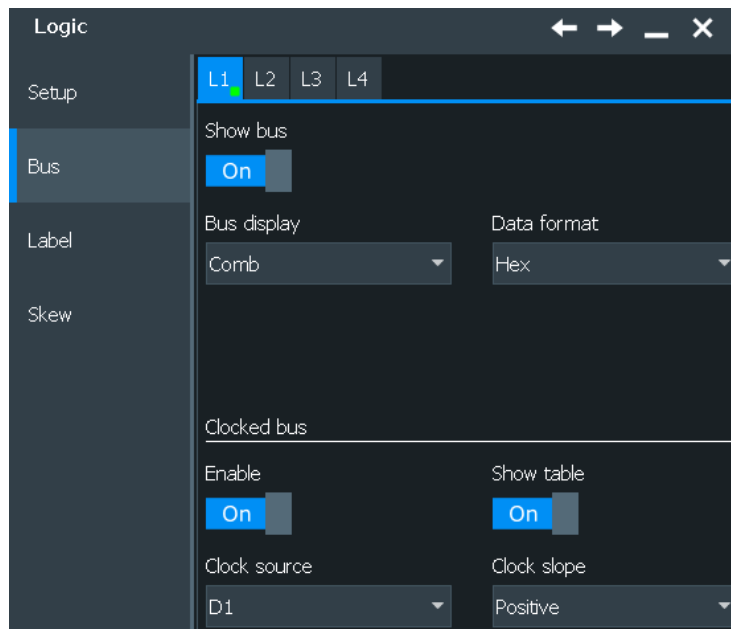 Logic
Setup
Bus
Label
Skew
L1 L2 L3 L4
Show bus
On
Bus display Data format
Comb Hex
Clocked bus
Enable Show table
On On
Clock source Clock slope
D1 Positive